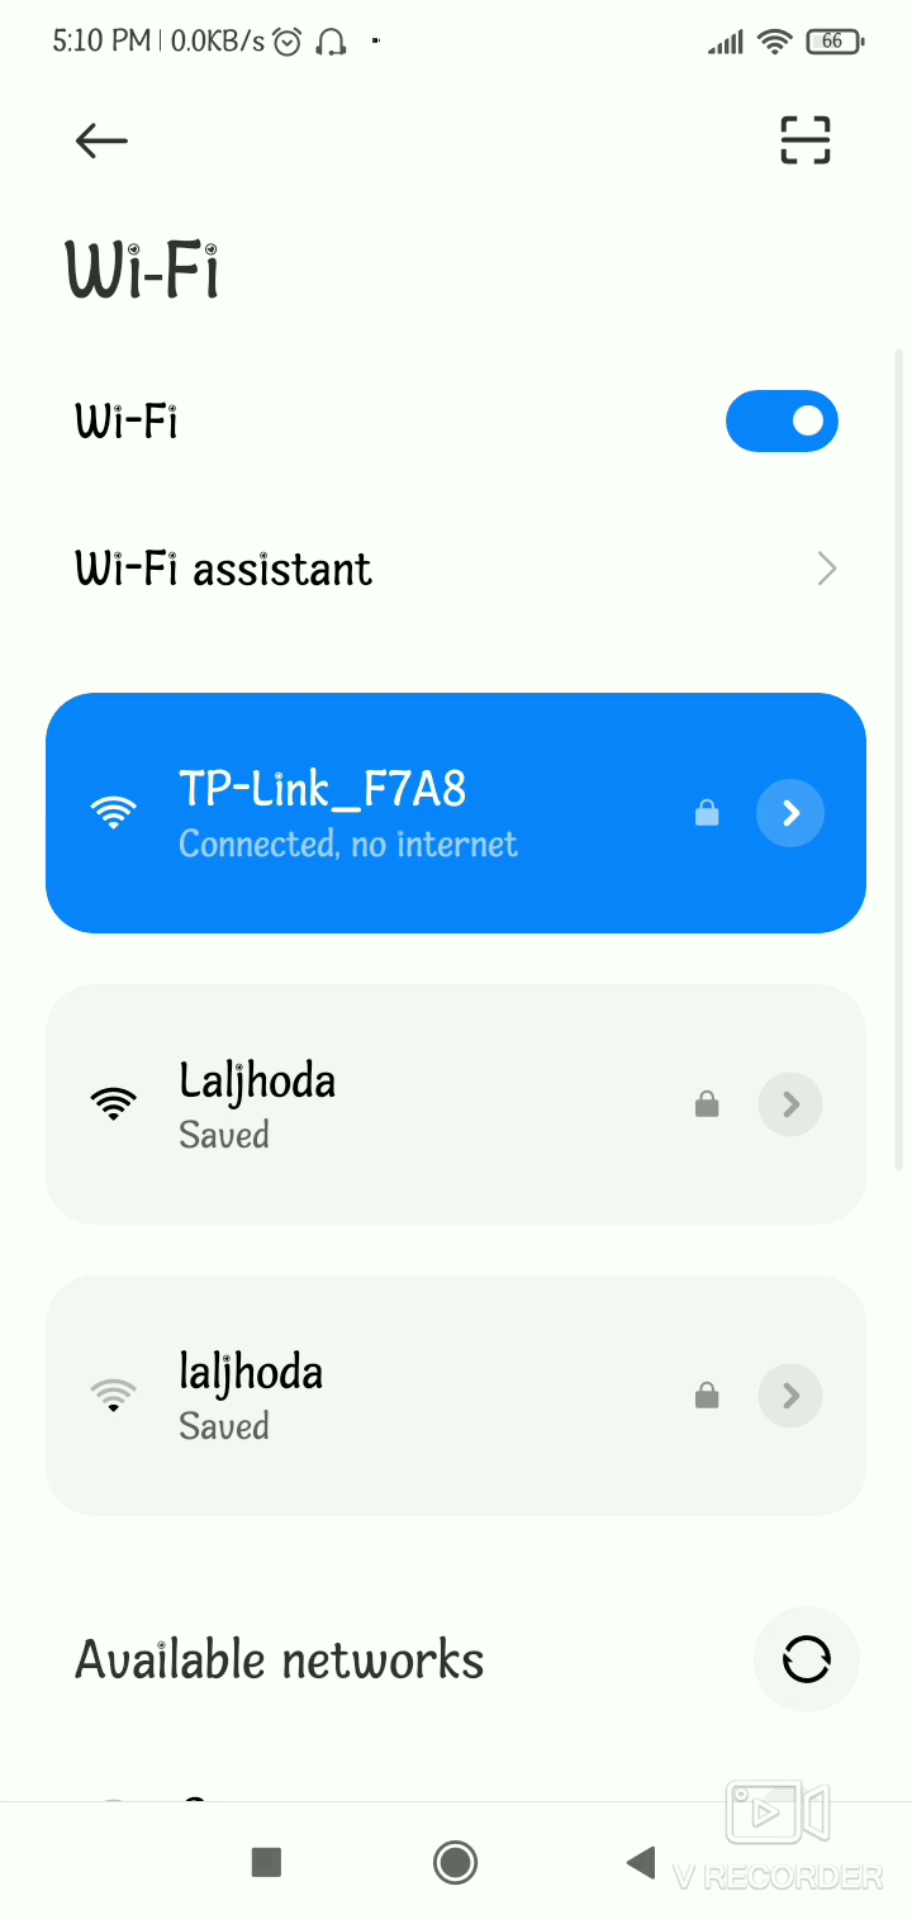 5:10 PM | 0.0KB/s 66
Wi-Fi
Wi-Fi
Wi-Fi assistant
TP-Link_F7A8
Connected, no internet
Laljhoda
Saved
laljhoda
Saved
Available networks
V RECORDER